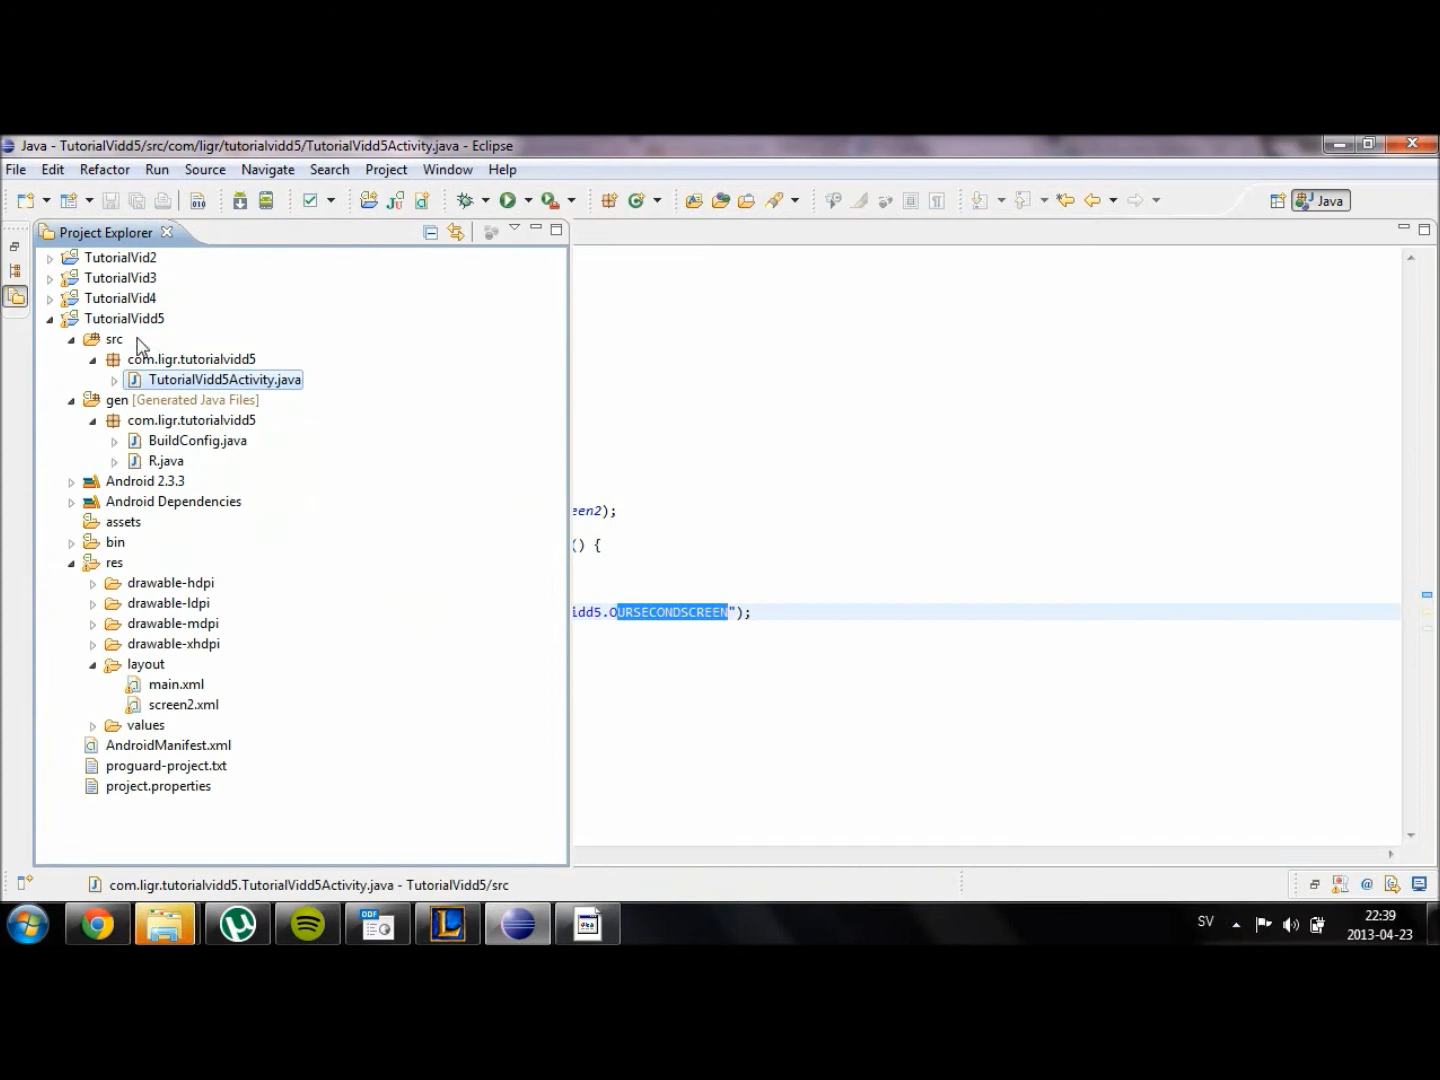 Java - TutorialVidd5/src/com/ligr/tutorialvidd5/TutorialVidd5Activity.java - Eclipse
File Edit Refactor Run Source Navigate Search Project Window Help
Java
Project Explorer
TutorialVid2
TutorialVid3
TutorialVid4
TutorialVidd5
src
com.ligr.tutorialvidd5
TutorialVidd5Activity.java
gen [Generated Java Files]
com.ligr.tutorialvidd5
BuildConfig.java
R.java
Android 2.3.3
Android Dependencies
assets
een2);
bin
() {
res
drawable-hdpi
drawable-ldpi
idd5.OURSECONDSCREEN");
drawable-mdpi
drawable-xhdpi
layout
main.xml
screen2.xml
values
AndroidManifest.xml
proguard-project.txt
project.properties
com.ligr.tutorialvidd5.TutorialVidd5Activity.java - TutorialVidd5/src
SV
22:39
2013-04-23